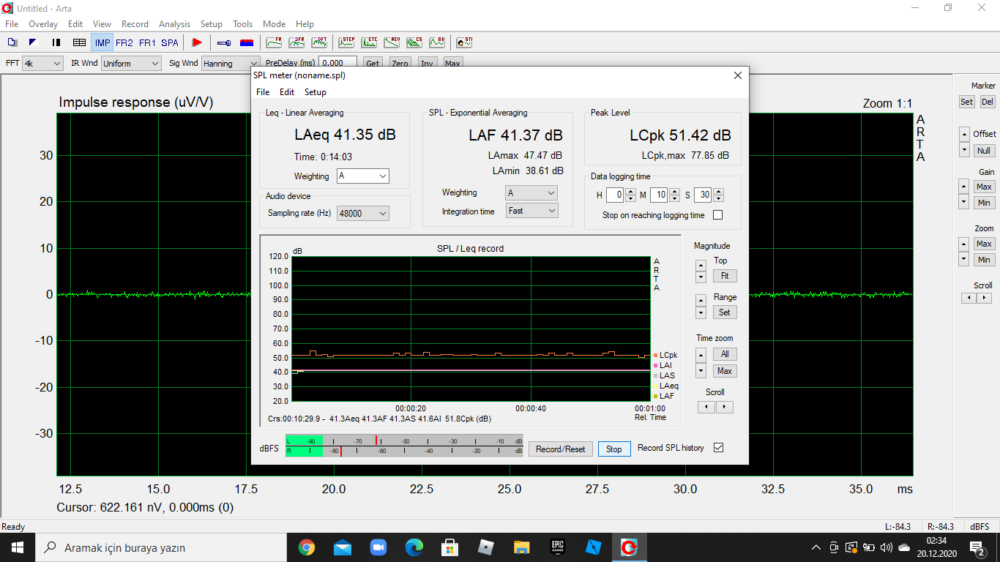 Untitled - Arta
File Overlay Edit View Record Analysis Setup Tools Mode Help
IMP FR2 FR1 SPA FR 2FR DFT STEP ETC REV CS BD STI
FFT 4k IR Wnd Uniform Sig Wnd Hanning PreDelay (ms) 0.000 Get Zero Inv Max
SPL meter (noname.spl)
File Edit Setup
Impulse response (uV/V)
Zoom 1:1
ARTA
Leq - Linear Averaging
LAeq 41.35 dB
Time: 0:14:03
Weighting A
Audio device
Sampling rate (Hz) 48000
SPL - Exponential Averaging
LAF 41.37 dB
LAmax 47.47 dB
LAmin 38.61 dB
Weighting A
Integration time Fast
Peak Level
LCpk 51.42 dB
LCpk,max 77.85 dB
Data logging time
H 0 M 10 S 30
Stop on reaching logging time
SPL / Leq record
dB
120.0
110.0
100.0
90.0
80.0
70.0
60.0
50.0
40.0
30.0
20.0
ARTA
LCpk
LAI
LAS
LAeq
LAF
00:00:20 00:00:40 00:01:00
Rel. Time
Crs:00:10:29.9 - 41.3Aeq 41.3AF 41.3AS 41.6AI 51.8Cpk (dB)
Magnitude
Top
Fit
Range
Set
Time zoom
All
Max
Scroll
dBFS
L -90 -70 -50 -30 -10 dB
R -80 -60 -40 -20 dB
Record/Reset Stop Record SPL history
Marker
Set Del
Offset
Null
Gain
Max
Min
Zoom
Max
Min
Scroll
30
20
10
0
-10
-20
-30
12.5 15.0 17.5 20.0 22.5 25.0 27.5 30.0 32.5 35.0 ms
Cursor: 622.161 nV, 0.000ms (0)
Ready L:-84.3 R:-84.3 dBFS
Aramak için buraya yazın
EPIC
GAMES
02:34
20.12.2020
2